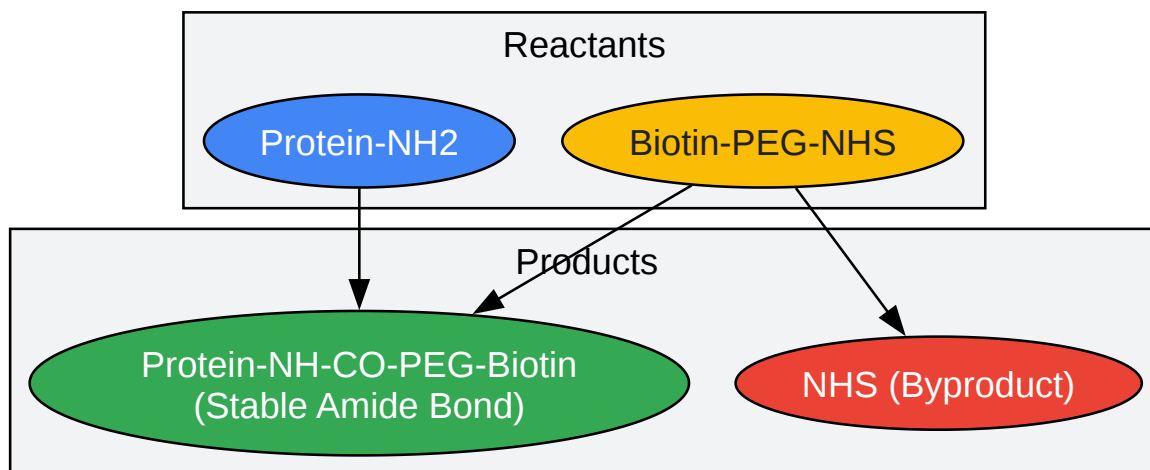 Reactants
Protein-NH2
Biotin-PEG-NHS
Products
Protein-NH-CO-PEG-Biotin
(Stable Amide Bond)
NHS (Byproduct)